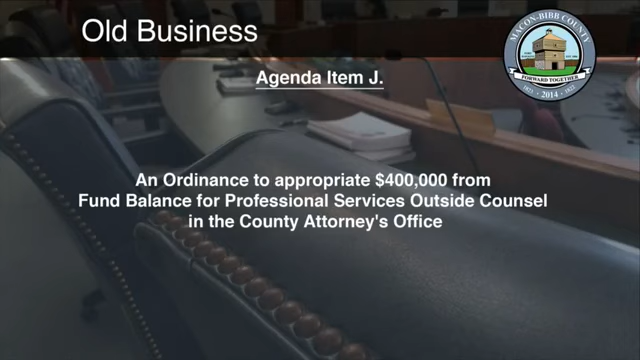 Old Business
MACON-BIBB COUNTY
FORWARD TOGETHER
2014
Agenda Item J.
An Ordinance to appropriate $400,000 from
Fund Balance for Professional Services Outside Counsel
in the County Attorney's Office